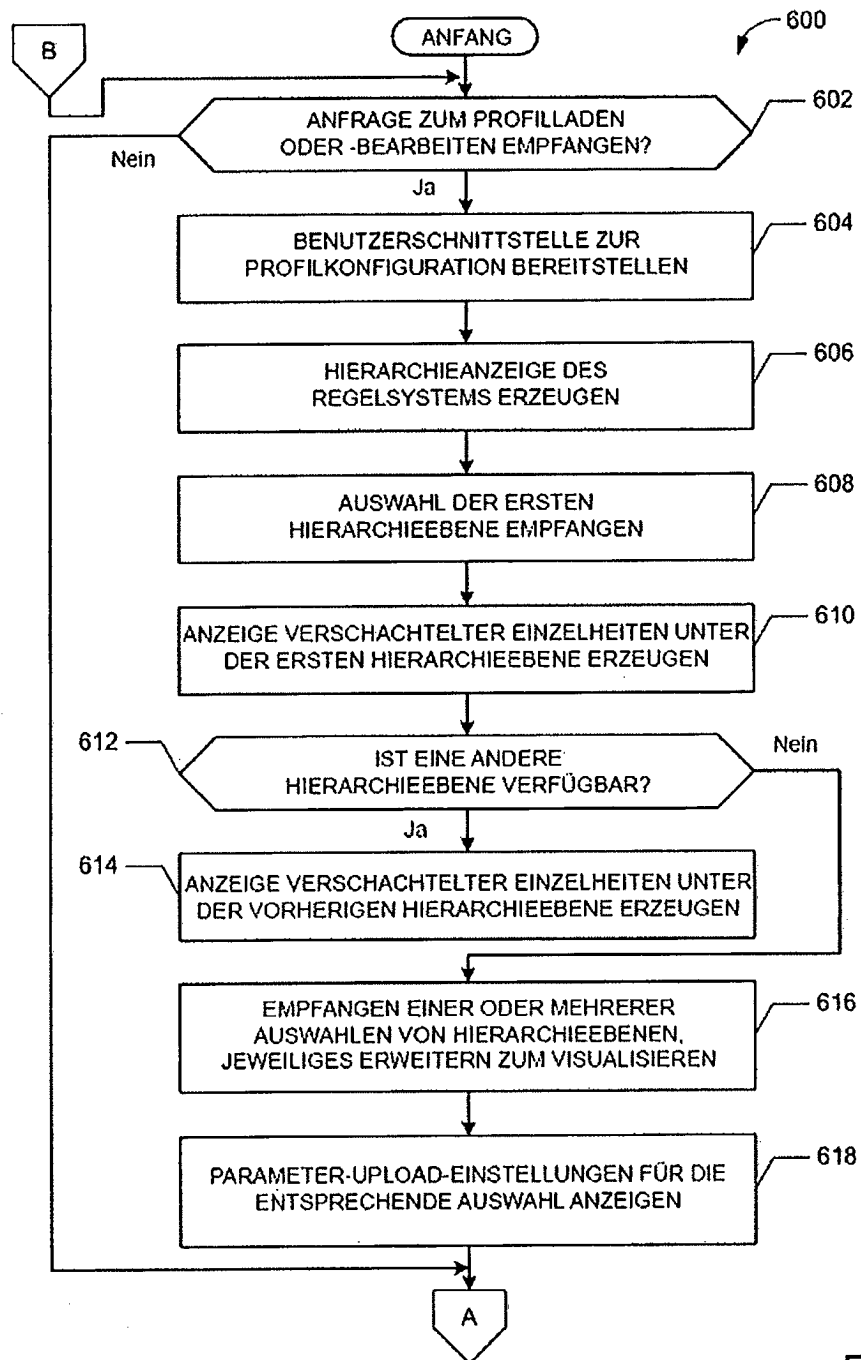 B
ANFANG
600
ANFRAGE ZUM PROFILLADEN
ODER -BEARBEITEN EMPFANGEN?
602
Nein
Ja
BENUTZERSCHNITTSTELLE ZUR
PROFILKONFIGURATION BEREITSTELLEN
604
HIERARCHIEANZEIGE DES
REGELSYSTEMS ERZEUGEN
606
AUSWAHL DER ERSTEN
HIERARCHIEEBENE EMPFANGEN
608
ANZEIGE VERSCHACHTELTER EINZELHEITEN UNTER
DER ERSTEN HIERARCHIEEBENE ERZEUGEN
610
612
IST EINE ANDERE
HIERARCHIEEBENE VERFÜGBAR?
Nein
Ja
614
ANZEIGE VERSCHACHTELTER EINZELHEITEN UNTER
DER VORHERIGEN HIERARCHIEEBENE ERZEUGEN
EMPFANGEN EINER ODER MEHRERER
AUSWAHLEN VON HIERARCHIEEBENEN,
JEWEILIGES ERWEITERN ZUM VISUALISIEREN
616
PARAMETER-UPLOAD-EINSTELLUNGEN FÜR DIE
ENTSPRECHENDE AUSWAHL ANZEIGEN
618
A